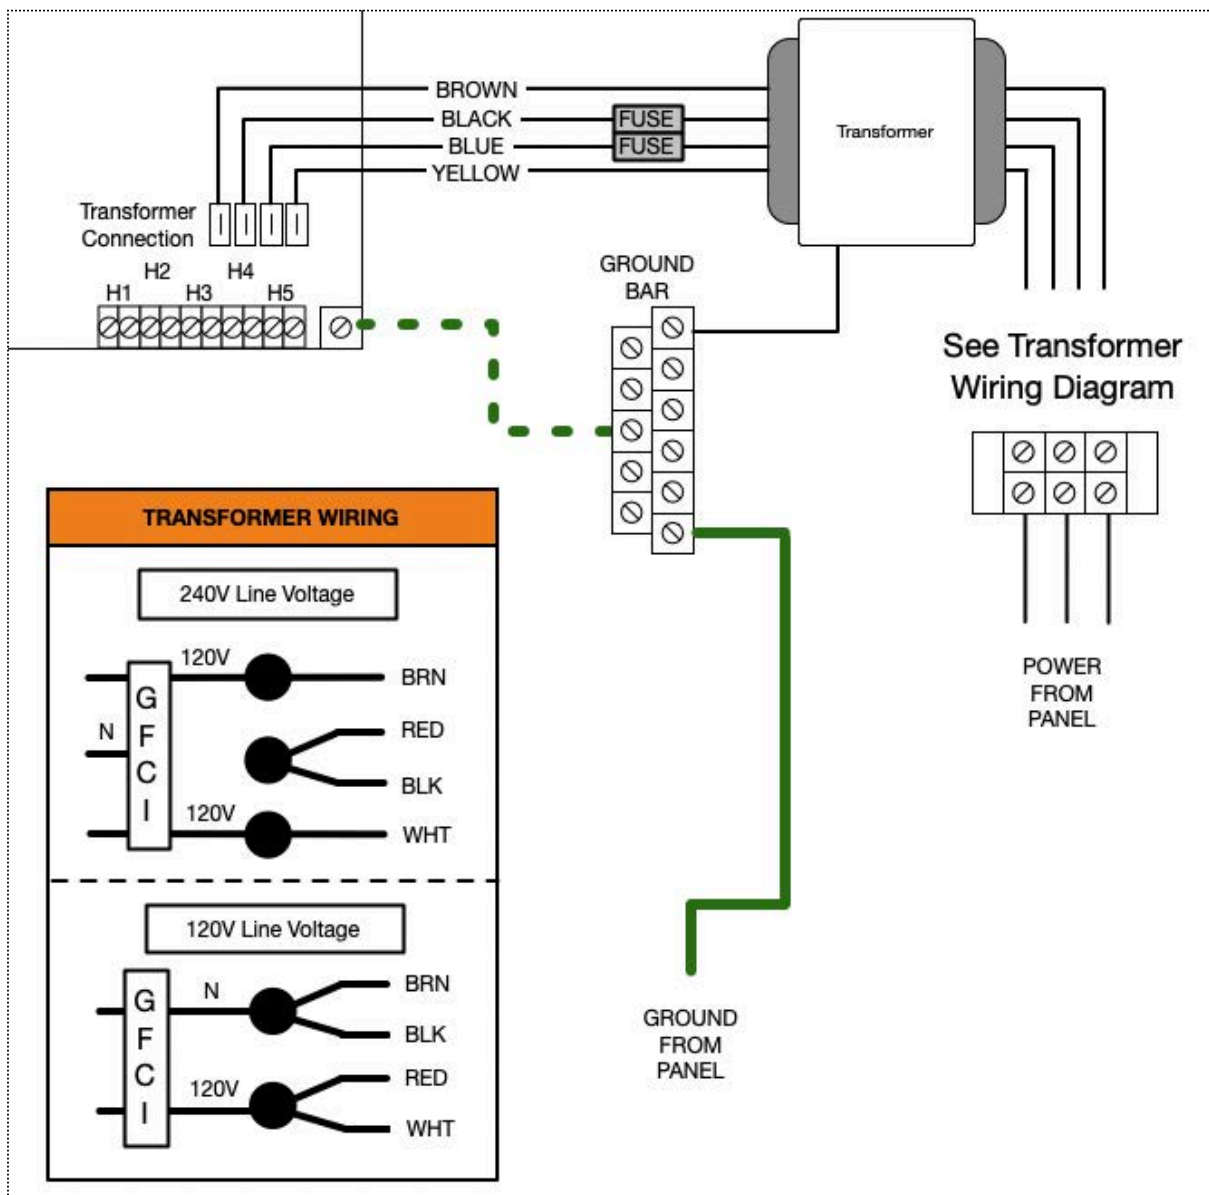 BROWN
BLACK
FUSE
BLUE
FUSE
YELLOW
Transformer
Transformer
Connection
H2
H4
H1
H3
H5
GROUND
BAR
See Transformer
Wiring Diagram
POWER
FROM
PANEL
TRANSFORMER WIRING
240V Line Voltage
120V
BRN
GFCI
N
RED
BLK
120V
WHT
120V Line Voltage
GFCI
N
BRN
BLK
120V
RED
WHT
GROUND
FROM
PANEL